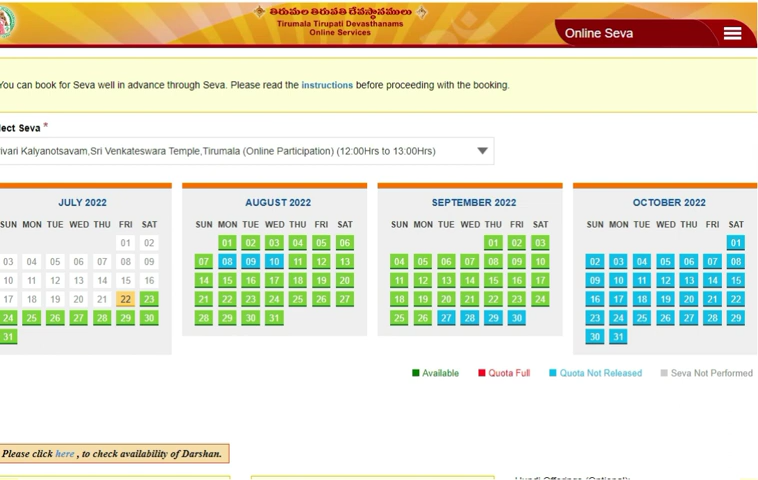 తిరుమల తిరుపతి దేవస్థానములు
Tirumala Tirupati Devasthanams
Online Services
Online Seva
You can book for Seva well in advance through Seva. Please read the instructions before proceeding with the booking.
lect Seva *
rivari Kalyanotsavam,Sri Venkateswara Temple,Tirumala (Online Participation) (12:00Hrs to 13:00Hrs)
JULY 2022
SUN MON TUE WED THU FRI SAT
01 02
03 04 05 06 07 08 09
10 11 12 13 14 15 16
17 18 19 20 21 22 23
24 25 26 27 28 29 30
31
AUGUST 2022
SUN MON TUE WED THU FRI SAT
01 02 03 04 05 06
07 08 09 10 11 12 13
14 15 16 17 18 19 20
21 22 23 24 25 26 27
28 29 30 31
SEPTEMBER 2022
SUN MON TUE WED THU FRI SAT
01 02 03
04 05 06 07 08 09 10
11 12 13 14 15 16 17
18 19 20 21 22 23 24
25 26 27 28 29 30
OCTOBER 2022
SUN MON TUE WED THU FRI SAT
01
02 03 04 05 06 07 08
09 10 11 12 13 14 15
16 17 18 19 20 21 22
23 24 25 26 27 28 29
30 31
Available Quota Full Quota Not Released Seva Not Performed
Please click here , to check availability of Darshan.
Hundi Offerings (Optional):